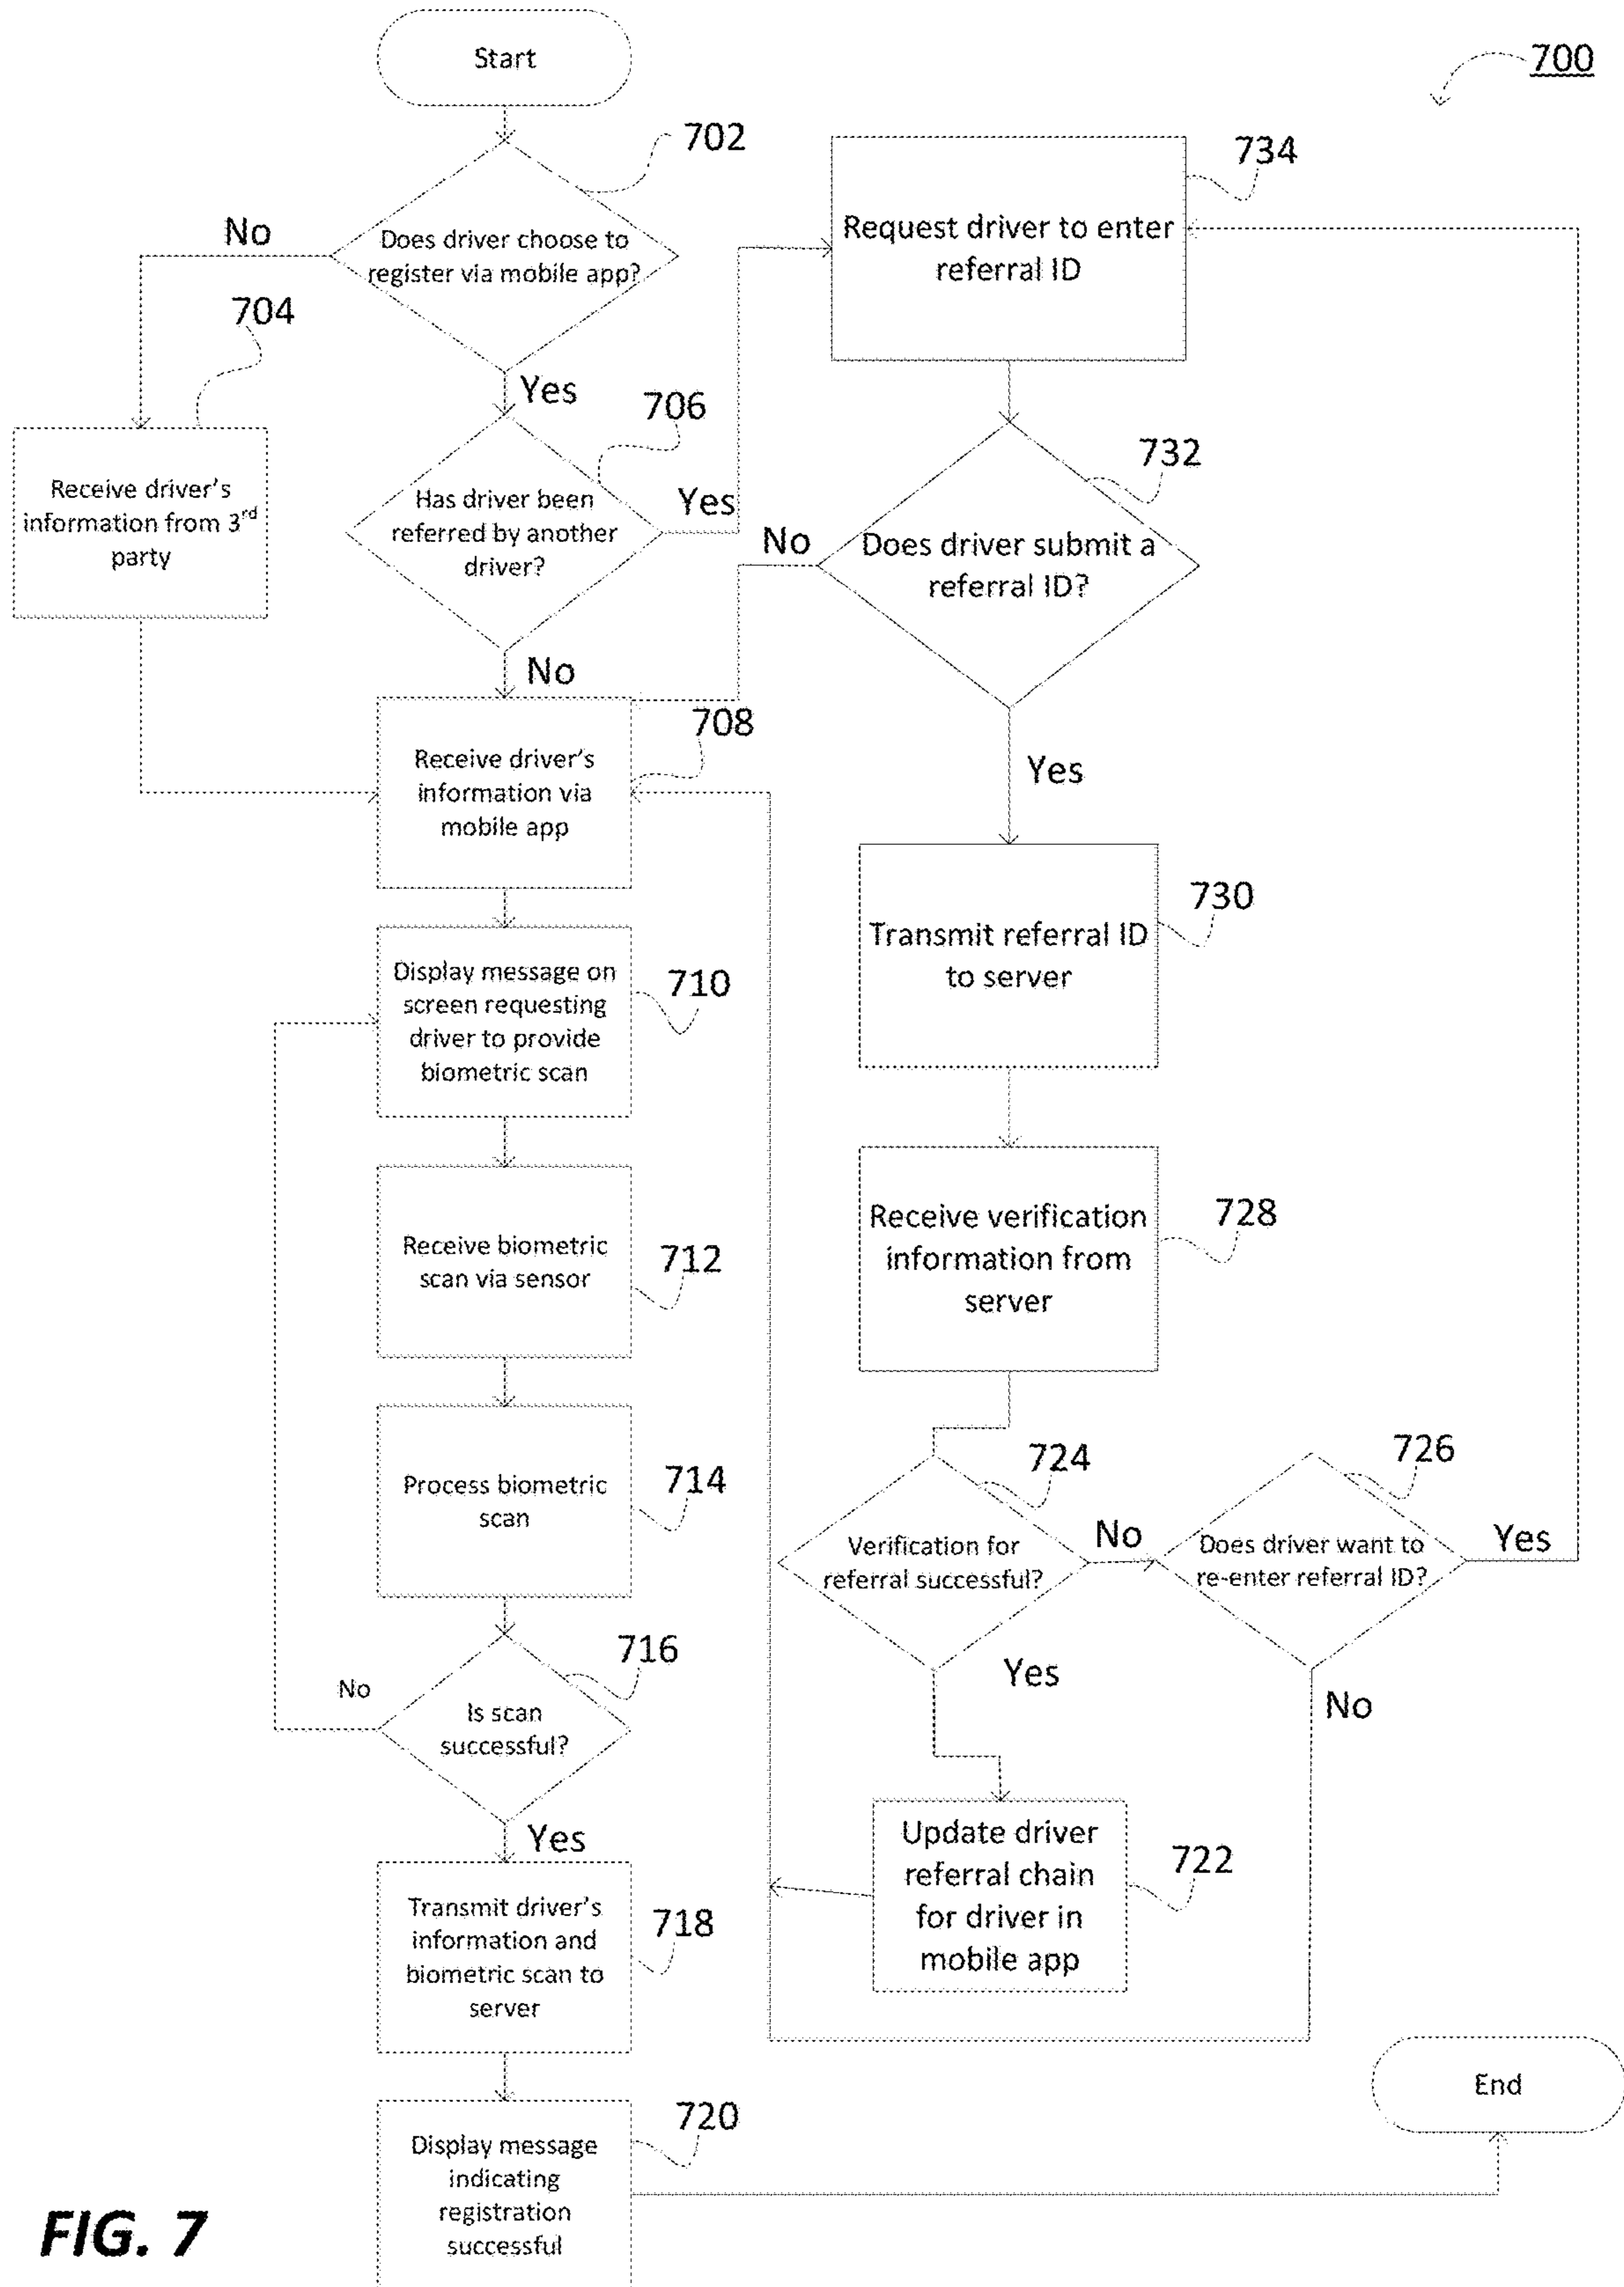 Start
700
702
Does driver choose to
register via mobile app?
No
Yes
704
Receive driver's
information from 3rd
party
706
Has driver been
referred by another
driver?
Yes
No
734
Request driver to enter
referral ID
732
Does driver submit a
referral ID?
No
Yes
708
Receive driver's
information via
mobile app
710
Display message on
screen requesting
driver to provide
biometric scan
712
Receive biometric
scan via sensor
714
Process biometric
scan
716
Is scan
successful?
No
Yes
718
Transmit driver's
information and
biometric scan to
server
720
Display message
indicating
registration
successful
730
Transmit referral ID
to server
728
Receive verification
information from
server
724
Verification for
referral successful?
No
Yes
726
Does driver want to
re-enter referral ID?
Yes
No
722
Update driver
referral chain
for driver in
mobile app
End
FIG. 7